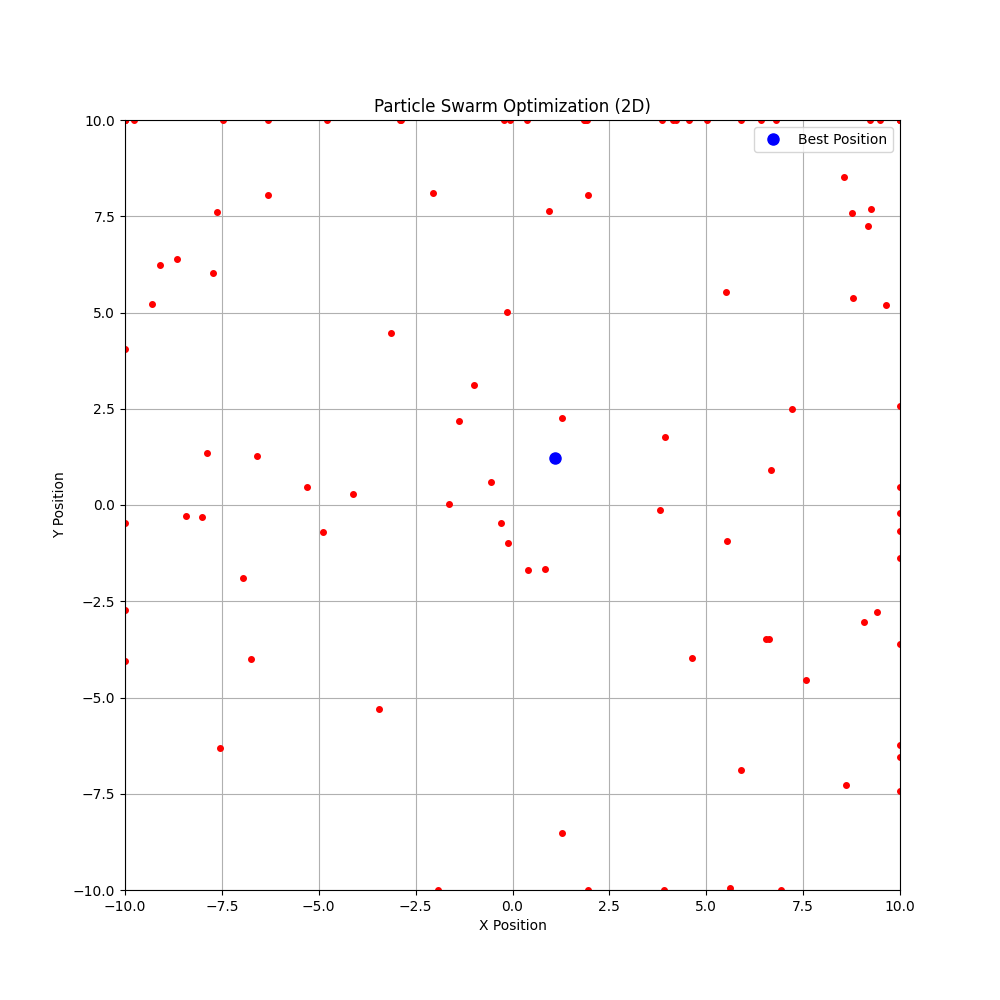 Particle Swarm Optimization (2D)
Best Position
10.0
7.5
5.0
2.5
0.0
−2.5
−5.0
−7.5
−10.0
Y Position
−10.0 −7.5 −5.0 −2.5 0.0 2.5 5.0 7.5 10.0
X Position